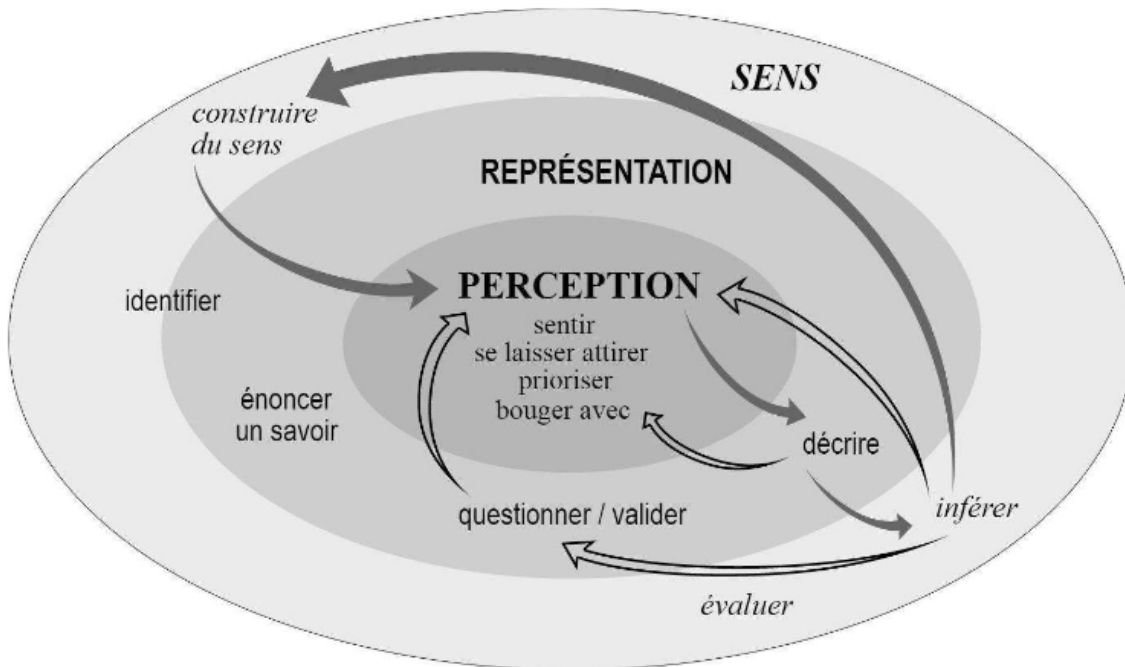 SENS
construire
du sens
REPRÉSENTATION
PERCEPTION
identifier
sentir
se laisser attirer
prioriser
bouger avec
énoncer
un savoir
décrire
questionner / valider
inférer
évaluer